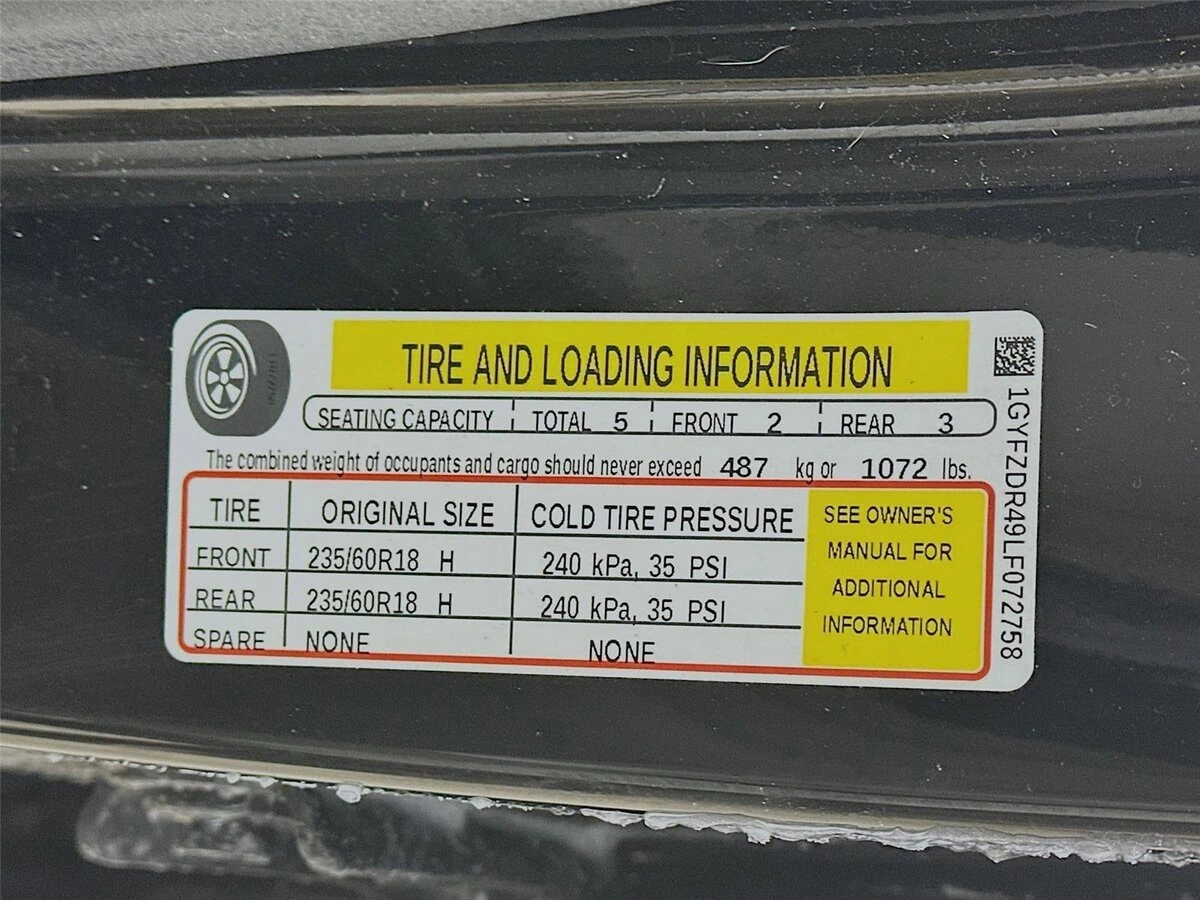 TIRE AND LOADING INFORMATION
SEATING CAPACITY TOTAL 5 FRONT 2 REAR 3
The combined weight of occupants and cargo should never exceed 487 kg or 1072 lbs.
TIRE ORIGINAL SIZE COLD TIRE PRESSURE
FRONT 235/60R18 H 240 kPa, 35 PSI
REAR 235/60R18 H 240 kPa, 35 PSI
SPARE NONE NONE
SEE OWNER'S
MANUAL FOR
ADDITIONAL
INFORMATION
1GYFZDR49LF072758